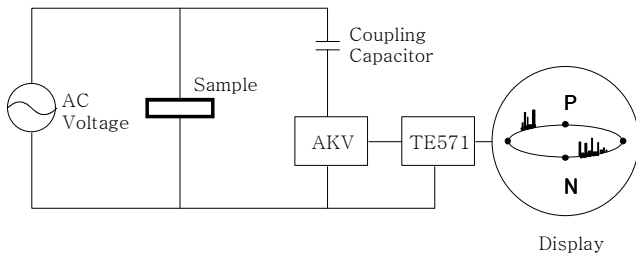 Coupling
Capacitor
Sample
AC
Voltage
P
AKV
TE571
N
Display